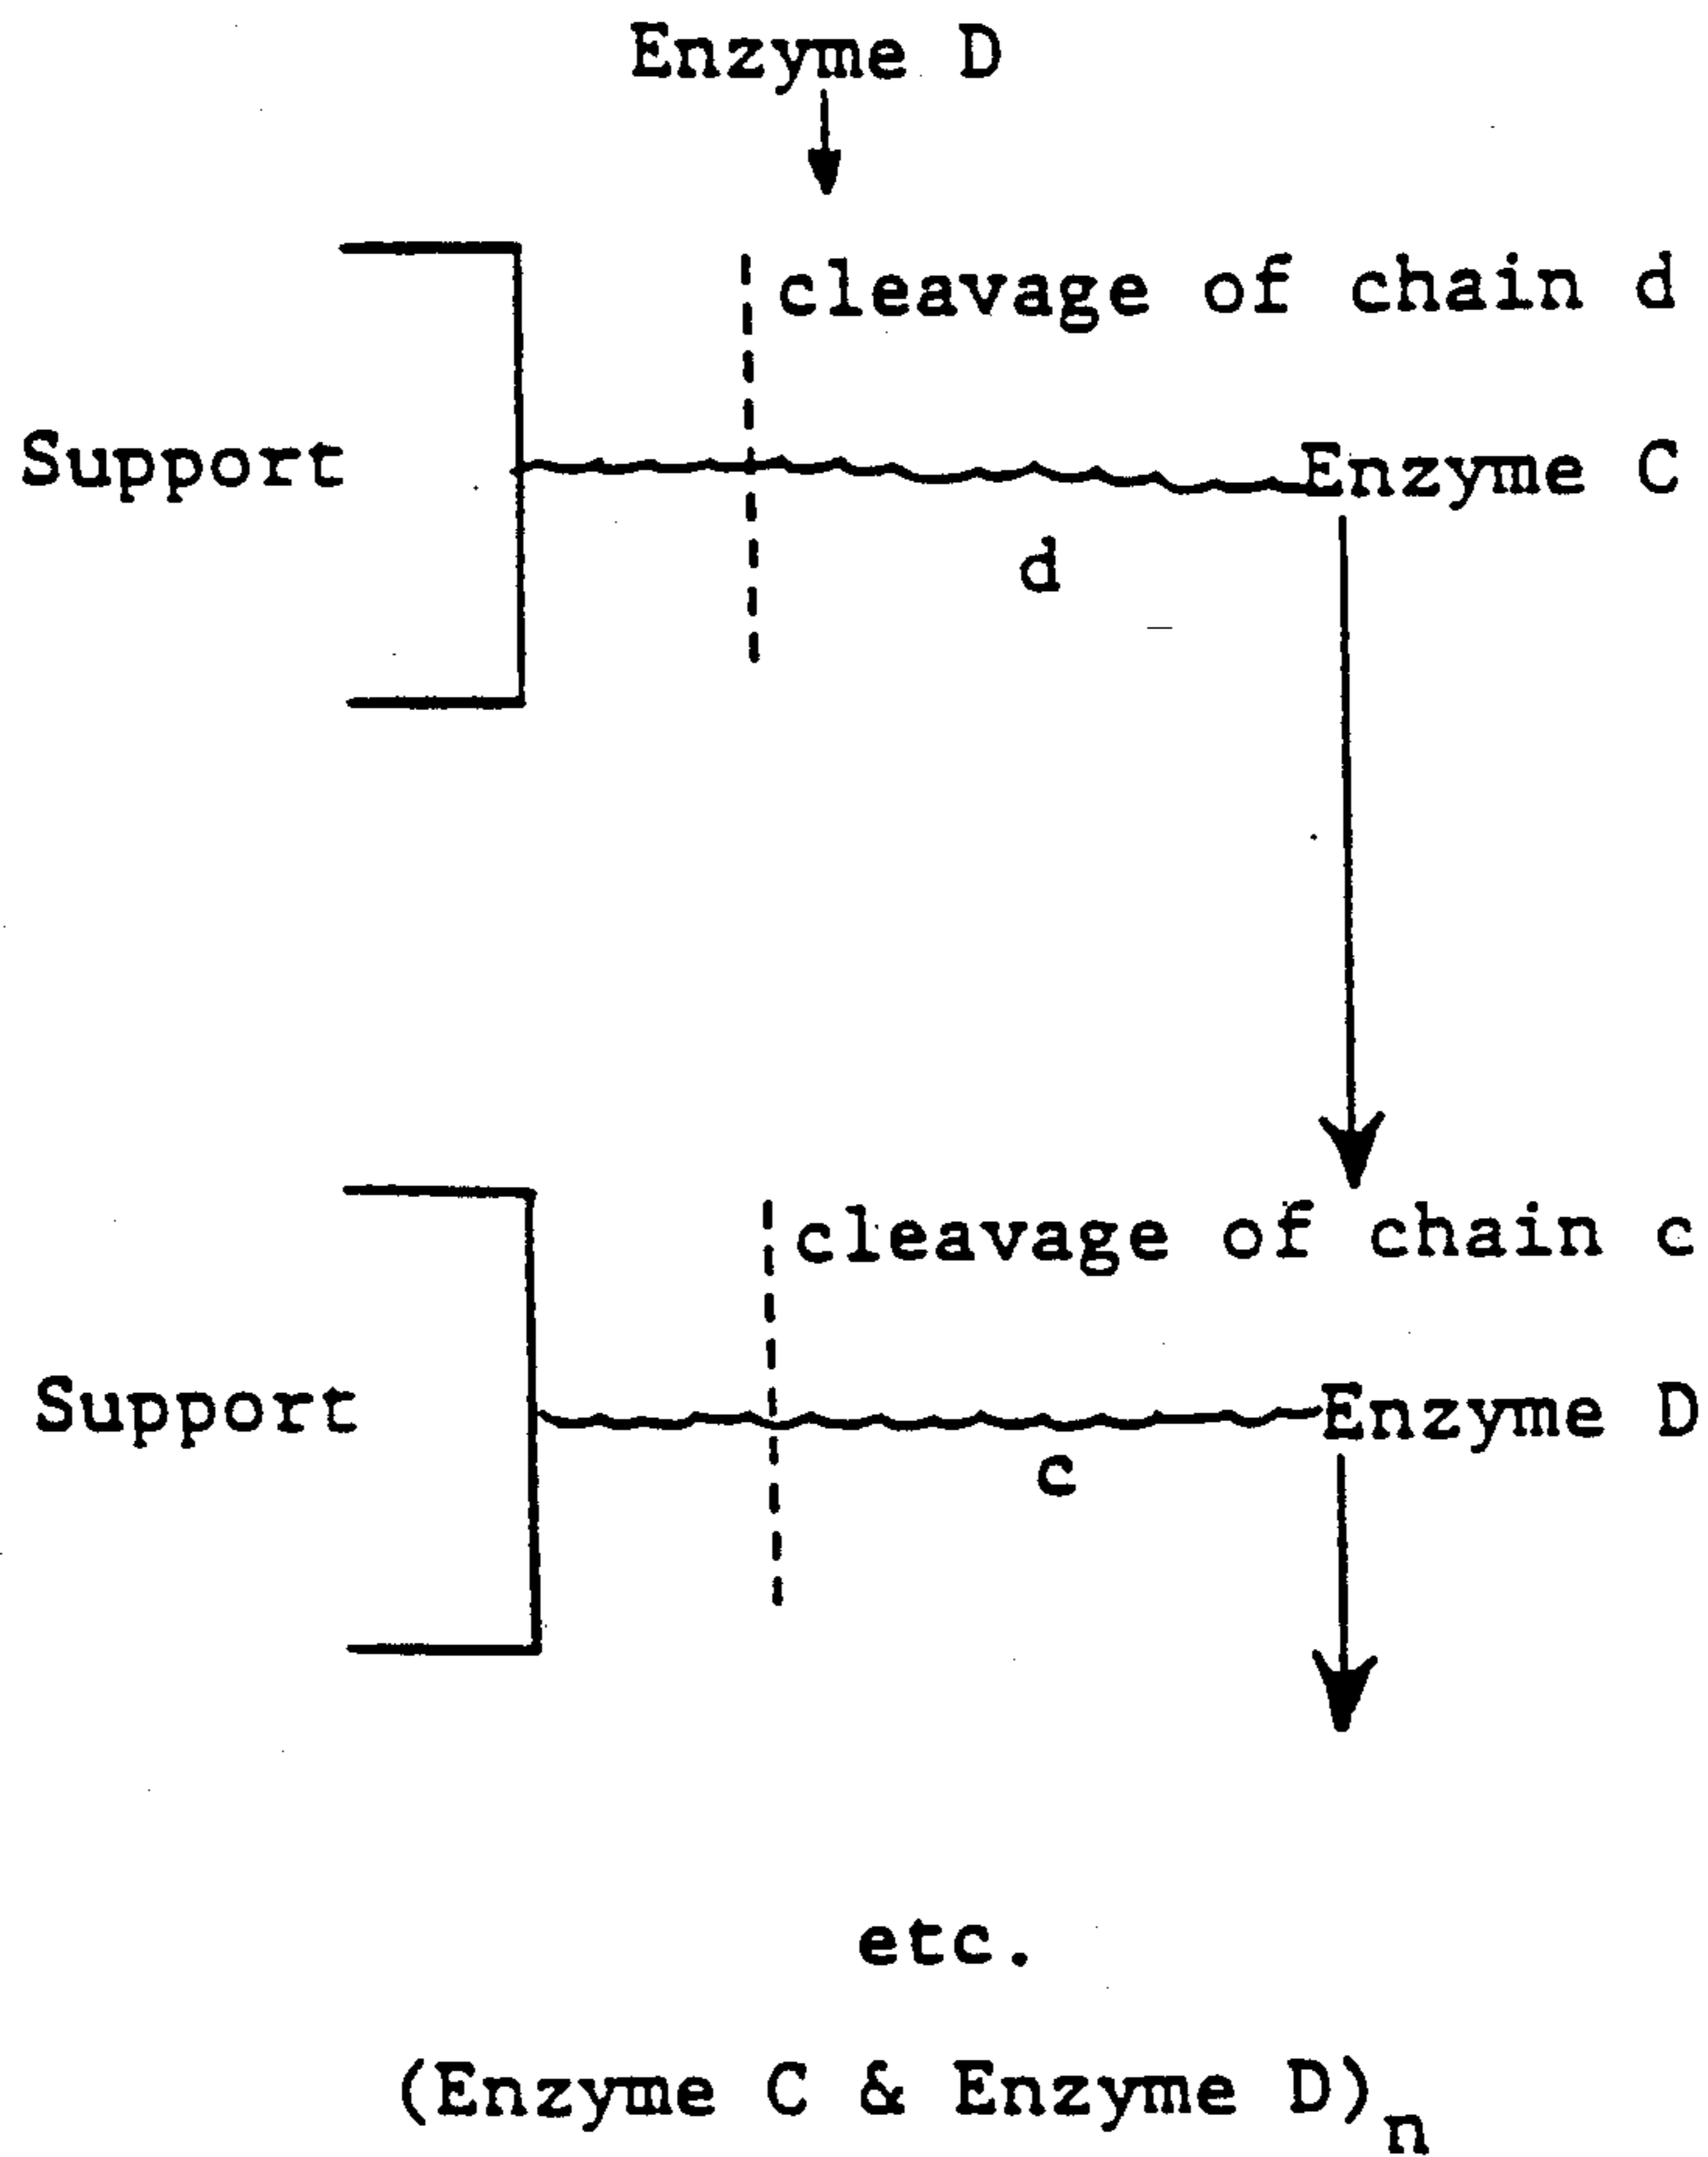 Enzyme D
cleavage of chain d
Support
Enzyme C
d
cleavage of chain c
Support
Enzyme D
c
etc.
(Enzyme C & Enzyme D)n